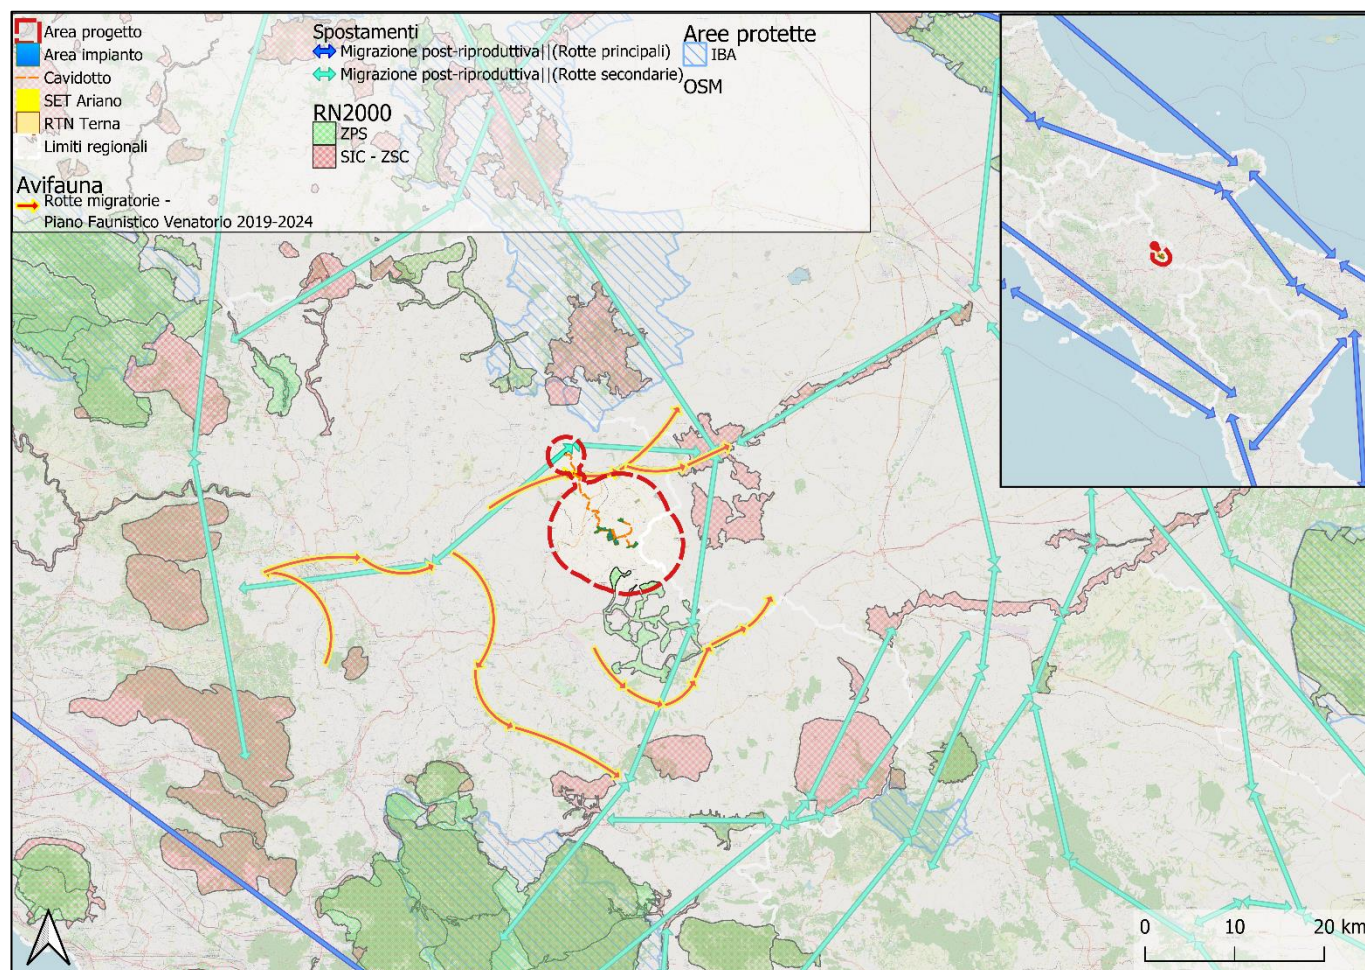 Area progetto
Area impianto
Cavidotto
SET Ariano
RTN Terna
Limiti regionali
Avifauna
Rotte migratorie -
Piano Faunistico Venatorio 2019-2024
Spostamenti
Migrazione post-riproduttiva||(Rotte principali)
Migrazione post-riproduttiva||(Rotte secondarie)
RN2000
ZPS
SIC - ZSC
Aree protette
IBA
OSM
0 10 20 km